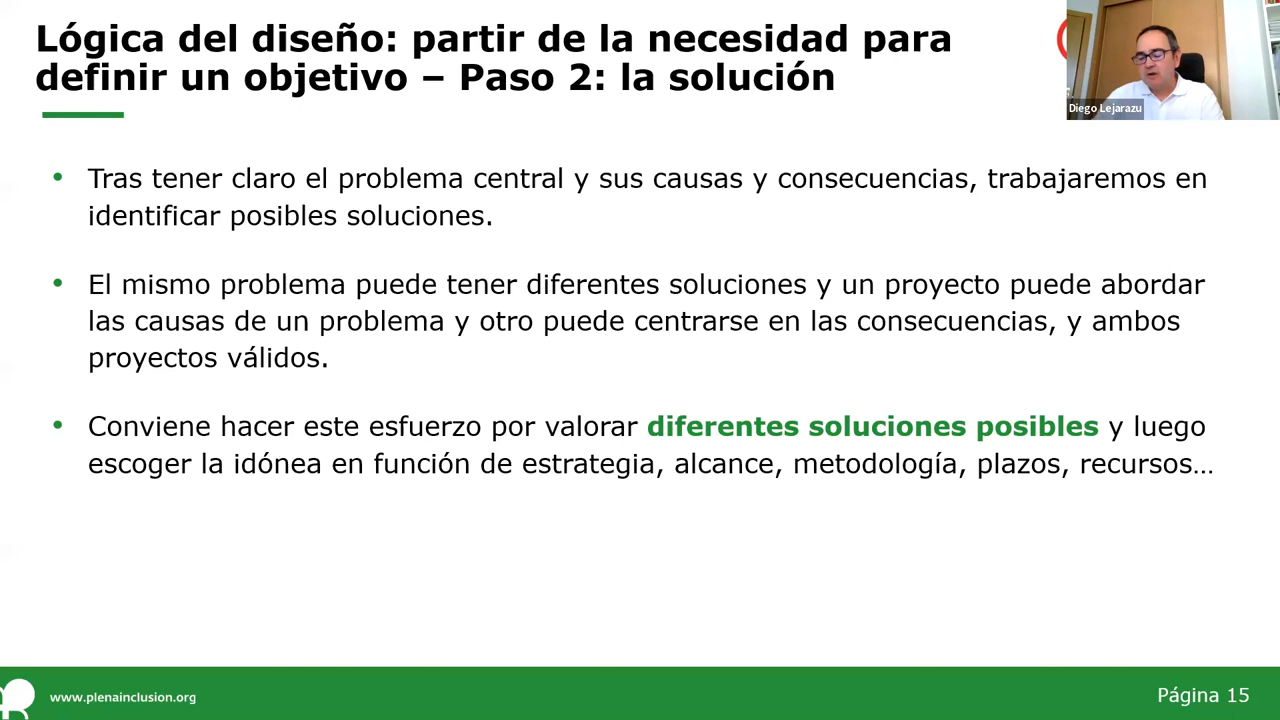 Lógica del diseño: partir de la necesidad para
definir un objetivo – Paso 2: la solución
Diego Lejarazu
• Tras tener claro el problema central y sus causas y consecuencias, trabajaremos en
identificar posibles soluciones.
• El mismo problema puede tener diferentes soluciones y un proyecto puede abordar
las causas de un problema y otro puede centrarse en las consecuencias, y ambos
proyectos válidos.
• Conviene hacer este esfuerzo por valorar diferentes soluciones posibles y luego
escoger la idónea en función de estrategia, alcance, metodología, plazos, recursos…
www.plenainclusion.org
Página 15